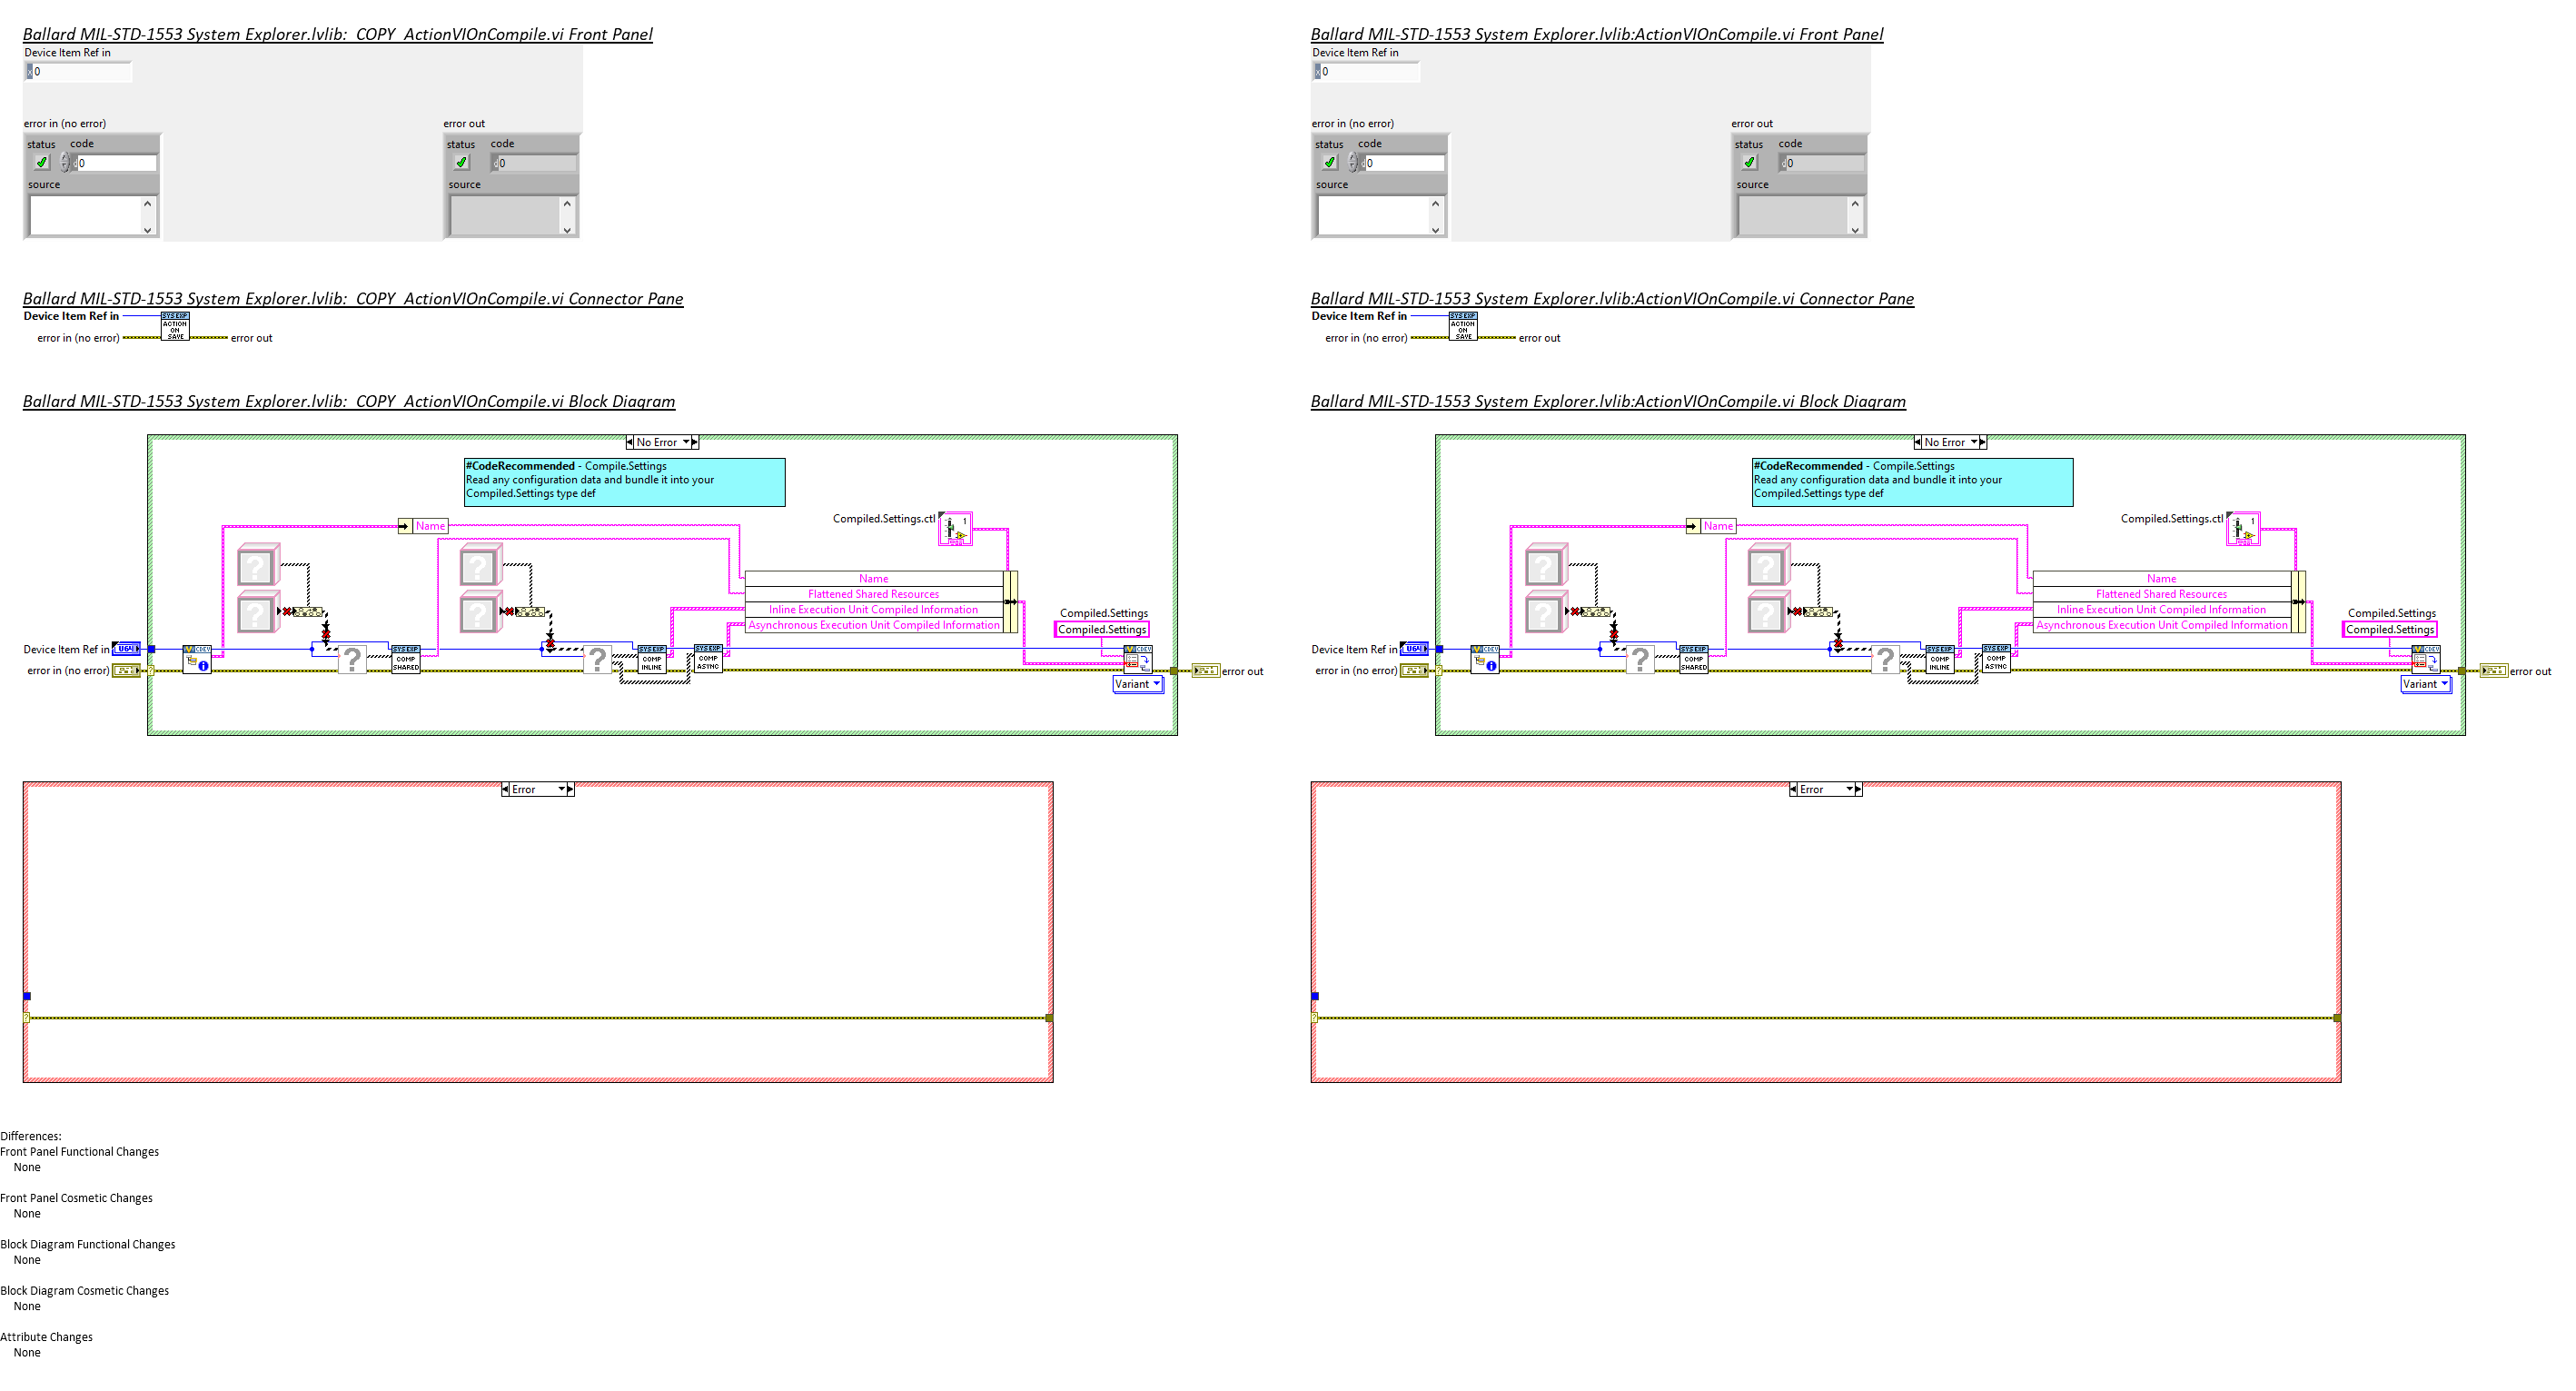 Ballard MIL-STD-1553 System Explorer.lvlib:_COPY_ActionVIOnCompile.vi Front Panel
Device Item Ref in
x 0
error in (no error)
error out
status code
d 0
source
status code
d 0
source
Ballard MIL-STD-1553 System Explorer.lvlib:_COPY_ActionVIOnCompile.vi Connector Pane
Device Item Ref in
SYS EXP
ACTION
ON
SAVE
error in (no error)
error out
Ballard MIL-STD-1553 System Explorer.lvlib:_COPY_ActionVIOnCompile.vi Block Diagram
No Error
#CodeRecommended - Compile.Settings
Read any configuration data and bundle it into your
Compiled.Settings type def
Compiled.Settings.ctl
1
Name
? ?
Name
Flattened Shared Resources
Inline Execution Unit Compiled Information
Asynchronous Execution Unit Compiled Information
? ?
Compiled.Settings
Compiled.Settings
Device Item Ref in
U64
CDEV
?
SYS EXP
COMP
SHARED
?
SYS EXP
COMP
INLINE
SYS EXP
COMP
ASYNC
CDEV
error in (no error)
error out
Variant
Error
Ballard MIL-STD-1553 System Explorer.lvlib:ActionVIOnCompile.vi Front Panel
Device Item Ref in
x 0
error in (no error)
error out
status code
d 0
source
status code
d 0
source
Ballard MIL-STD-1553 System Explorer.lvlib:ActionVIOnCompile.vi Connector Pane
Device Item Ref in
SYS EXP
ACTION
ON
SAVE
error in (no error)
error out
Ballard MIL-STD-1553 System Explorer.lvlib:ActionVIOnCompile.vi Block Diagram
No Error
#CodeRecommended - Compile.Settings
Read any configuration data and bundle it into your
Compiled.Settings type def
Compiled.Settings.ctl
1
Name
? ?
Name
Flattened Shared Resources
Inline Execution Unit Compiled Information
Asynchronous Execution Unit Compiled Information
? ?
Compiled.Settings
Compiled.Settings
Device Item Ref in
U64
CDEV
?
SYS EXP
COMP
SHARED
?
SYS EXP
COMP
INLINE
SYS EXP
COMP
ASYNC
CDEV
error in (no error)
error out
Variant
Error
Differences:
Front Panel Functional Changes
None
Front Panel Cosmetic Changes
None
Block Diagram Functional Changes
None
Block Diagram Cosmetic Changes
None
Attribute Changes
None